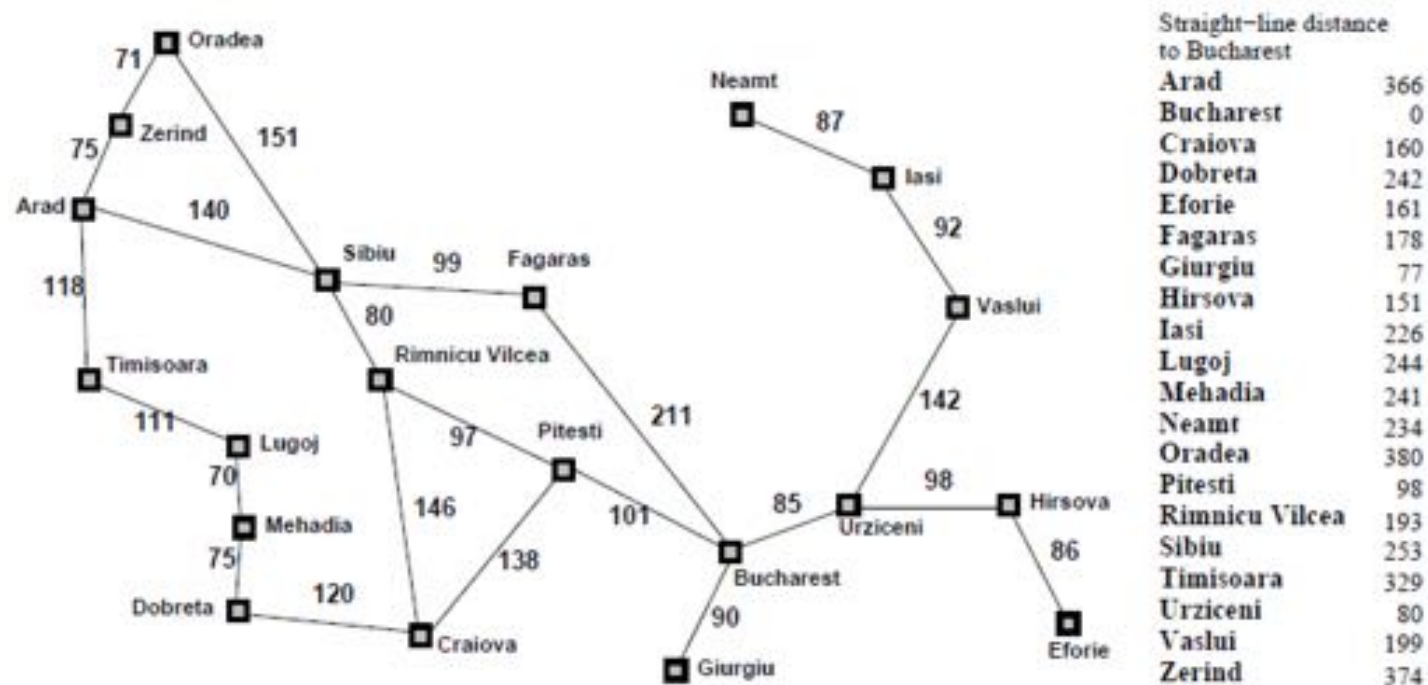 Oradea
71
Neamt
87
Zerind
151
75
Iasi
Arad
140
92
Sibiu
99
Fagaras
118
80
Vaslui
Rimnicu Vilcea
Timisoara
142
111
211
Lugoj
97
Pitesti
70
98
Hirsova
146
85
Mehadia
101
Urziceni
86
75
138
Bucharest
120
Dobreta
90
Craiova
Eforie
Giurgiu
Straight-line distance
to Bucharest
Arad 366
Bucharest 0
Craiova 160
Dobreta 242
Eforie 161
Fagaras 178
Giurgiu 77
Hirsova 151
Iasi 226
Lugoj 244
Mehadia 241
Neamt 234
Oradea 380
Pitesti 98
Rimnicu Vilcea 193
Sibiu 253
Timisoara 329
Urziceni 80
Vaslui 199
Zerind 374